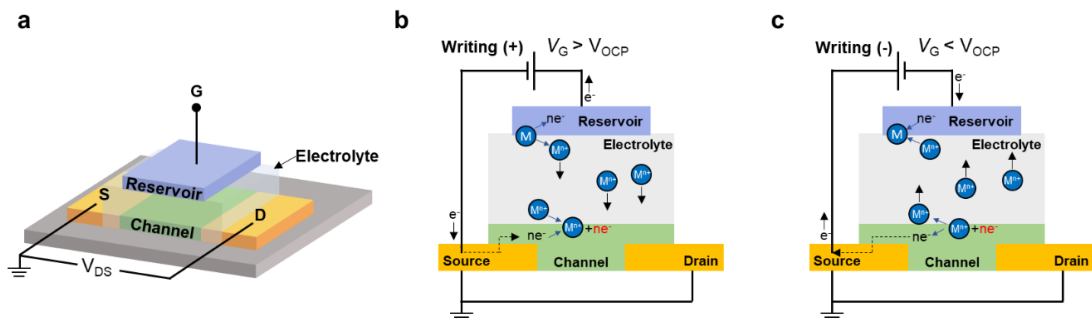 a
G
Electrolyte
Reservoir
S
D
Channel
V_DS
b
Writing (+) V_G > V_OCP
e⁻
ne⁻ Reservoir
M
Mⁿ⁺ Electrolyte
Mⁿ⁺ Mⁿ⁺
e⁻
Mⁿ⁺
ne⁻ Mⁿ⁺ +ne⁻
Source Channel Drain
c
Writing (-) V_G < V_OCP
e⁻
ne⁻ Reservoir
M
Mⁿ⁺ Electrolyte
Mⁿ⁺ Mⁿ⁺
Mⁿ⁺
e⁻
ne⁻ Mⁿ⁺ +ne⁻
Source Channel Drain